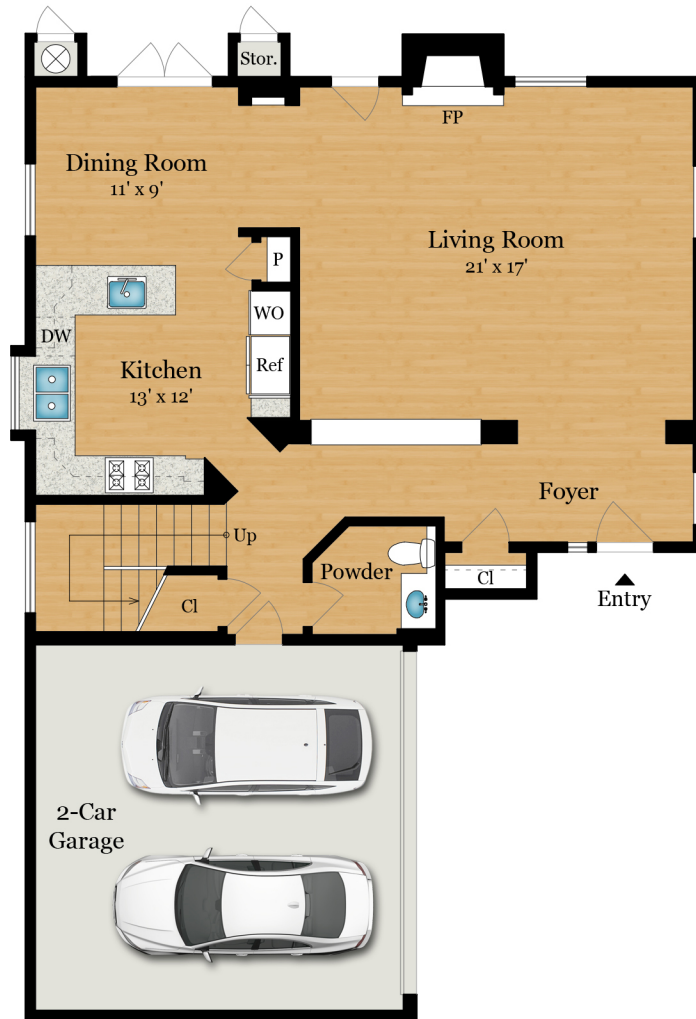 Stor.
FP
Dining Room
11' x 9'
Living Room
21' x 17'
P
WO
DW
Ref
Kitchen
13' x 12'
Foyer
Up
Powder
Cl
Cl
Entry
2-Car
Garage